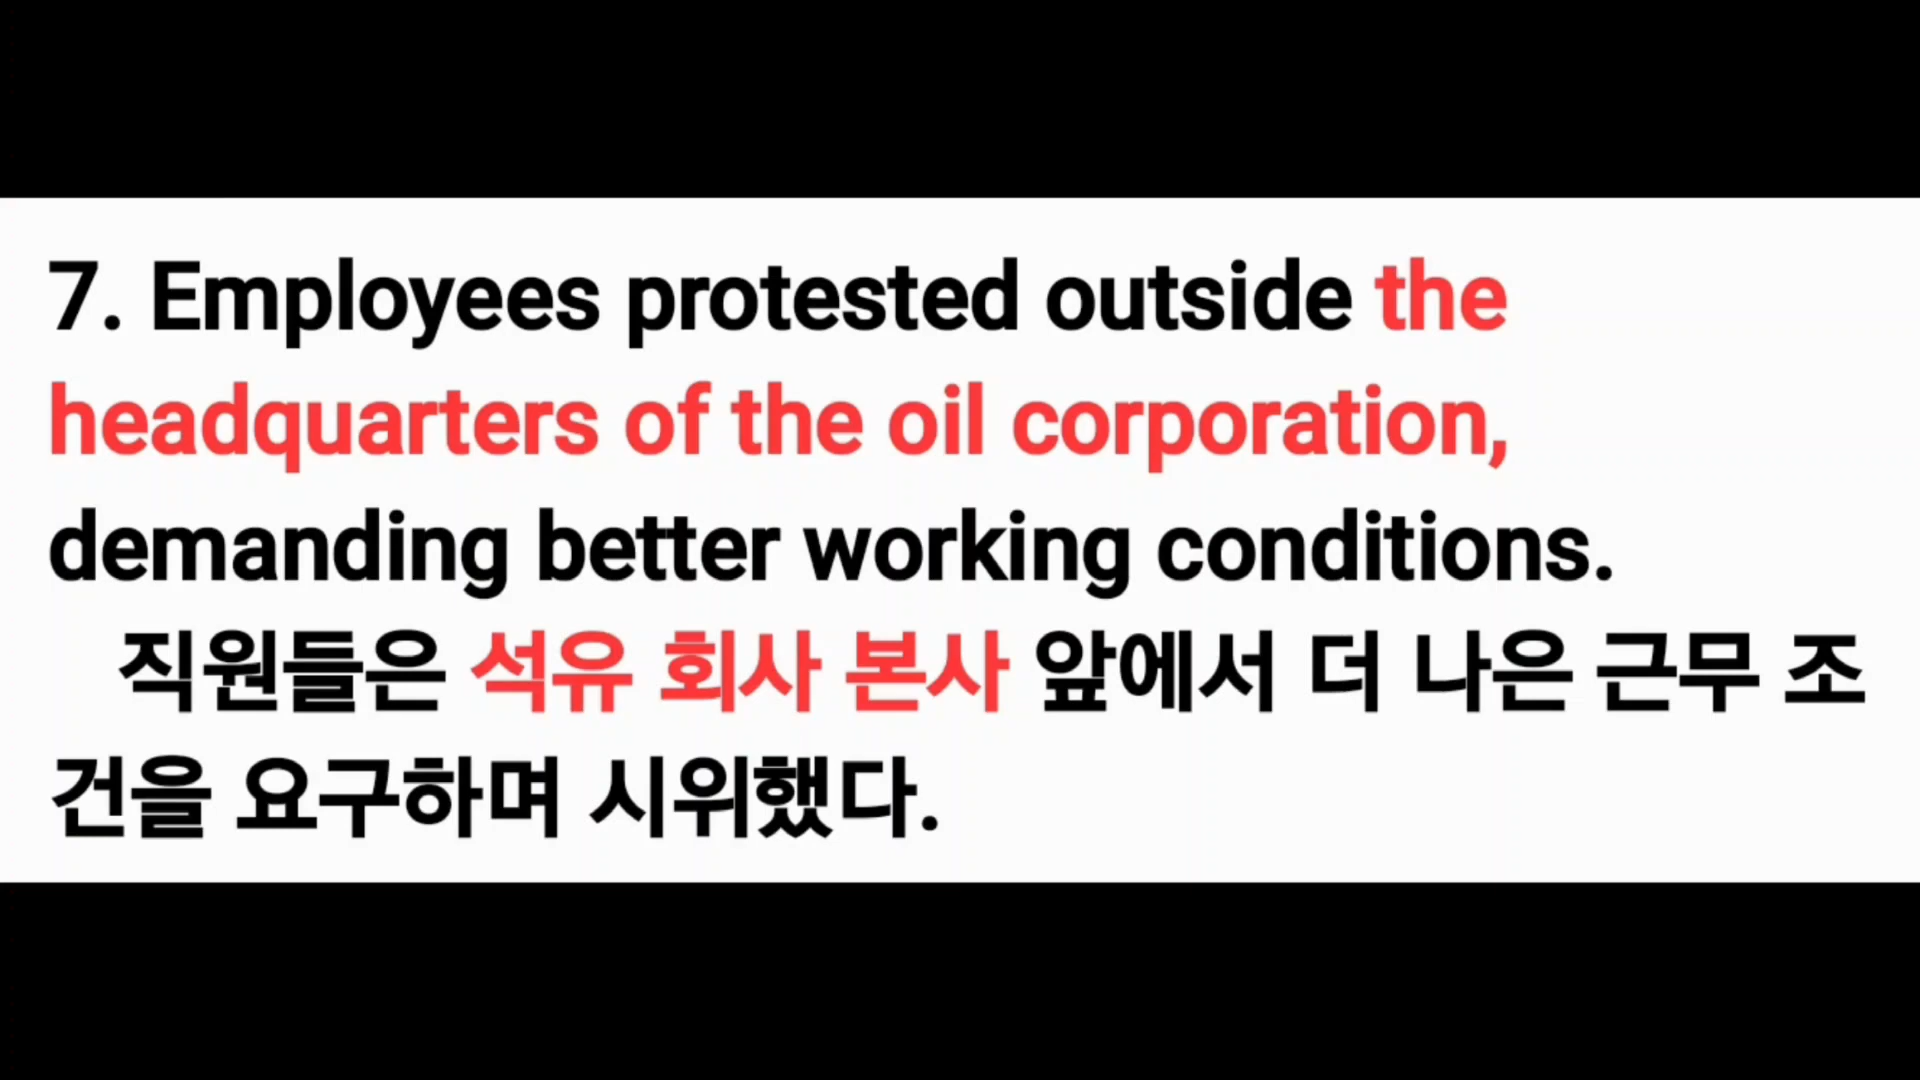 7. Employees protested outside the
headquarters of the oil corporation,
demanding better working conditions.
직원들은 석유 회사 본사 앞에서 더 나은 근무 조
건을 요구하며 시위했다.